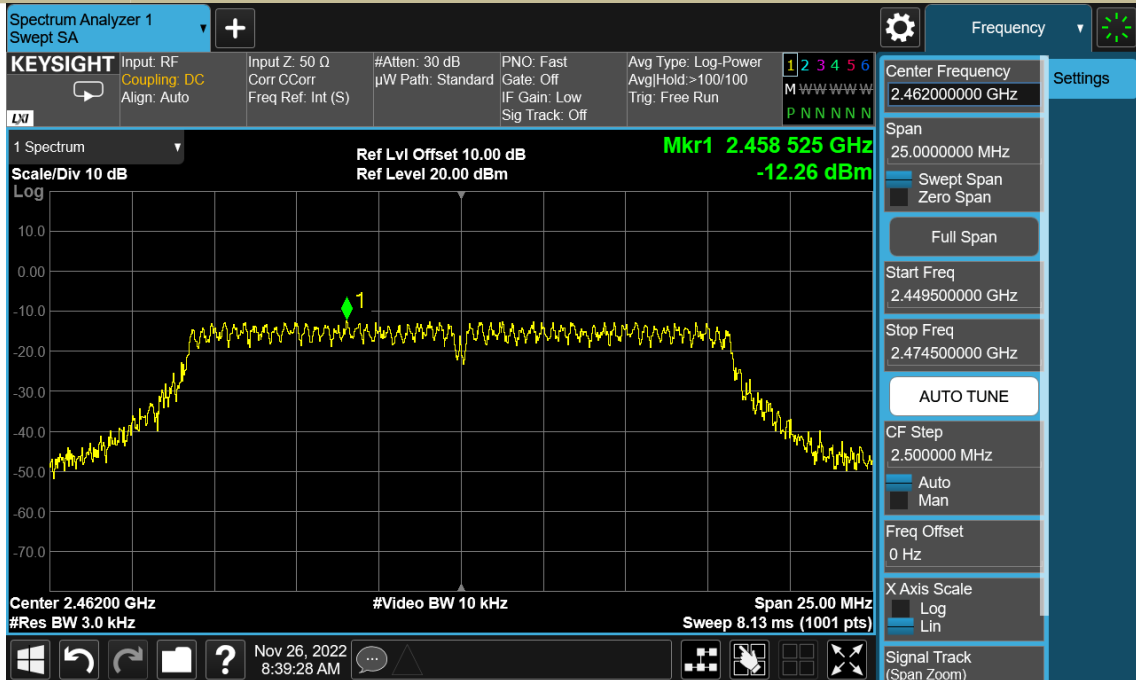 Spectrum Analyzer 1
Swept SA
+
Frequency
KEYSIGHT
LXI
Input: RF
Coupling: DC
Align: Auto
Input Z: 50 Ω
Corr CCorr
Freq Ref: Int (S)
#Atten: 30 dB
µW Path: Standard
PNO: Fast
Gate: Off
IF Gain: Low
Sig Track: Off
Avg Type: Log-Power
Avg|Hold:>100/100
Trig: Free Run
1 2 3 4 5 6
M W W W W W
P N N N N N
1 Spectrum
Scale/Div 10 dB
Log
Ref Lvl Offset 10.00 dB
Ref Level 20.00 dBm
Mkr1 2.458 525 GHz
-12.26 dBm
10.0
0.00
-10.0
-20.0
-30.0
-40.0
-50.0
-60.0
-70.0
1
Center 2.46200 GHz
#Res BW 3.0 kHz
#Video BW 10 kHz
Span 25.00 MHz
Sweep 8.13 ms (1001 pts)
?
Nov 26, 2022
8:39:28 AM
Center Frequency
2.462000000 GHz
Span
25.0000000 MHz
Swept Span
Zero Span
Full Span
Start Freq
2.449500000 GHz
Stop Freq
2.474500000 GHz
AUTO TUNE
CF Step
2.500000 MHz
Auto
Man
Freq Offset
0 Hz
X Axis Scale
Log
Lin
Signal Track
(Span Zoom)
Settings